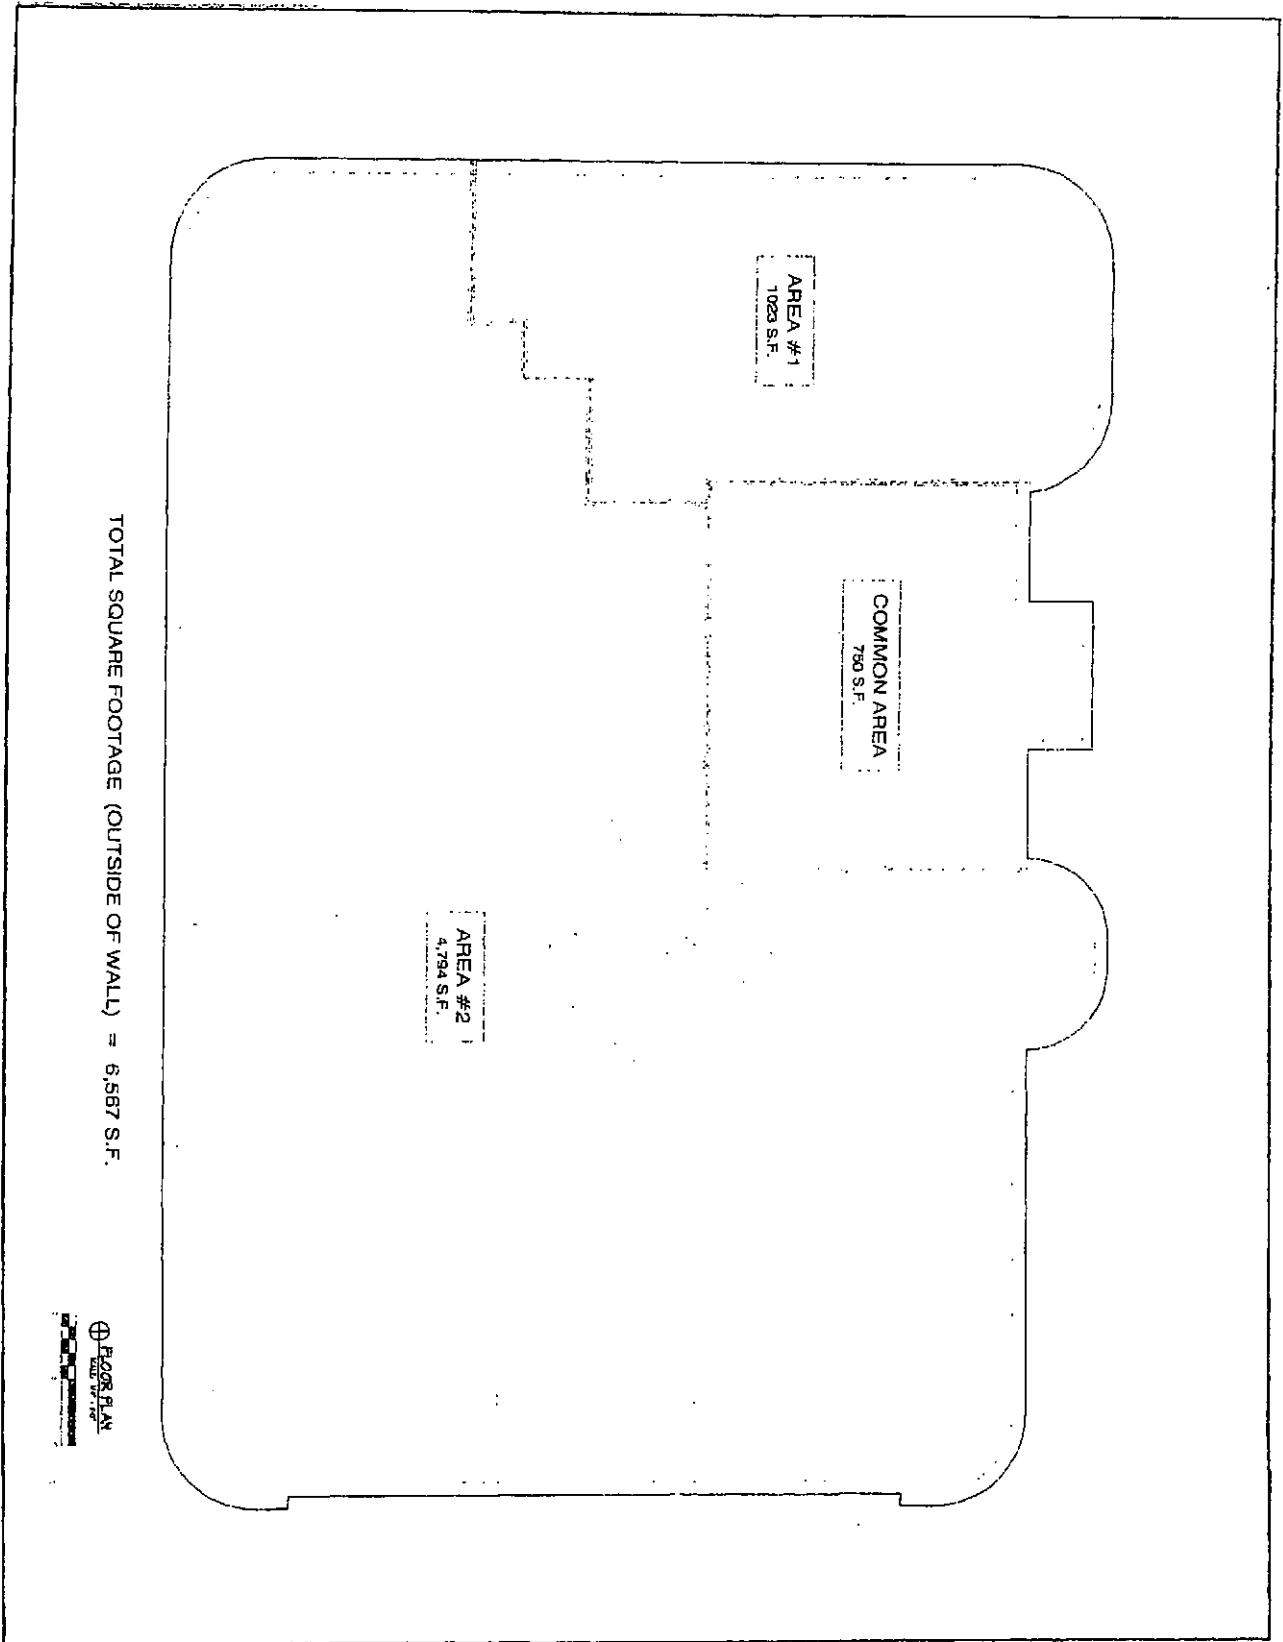 AREA #1
1023 S.F.
COMMON AREA
750 S.F.
AREA #2
4,794 S.F.
TOTAL SQUARE FOOTAGE (OUTSIDE OF WALL) = 6,567 S.F.
FLOOR PLAN